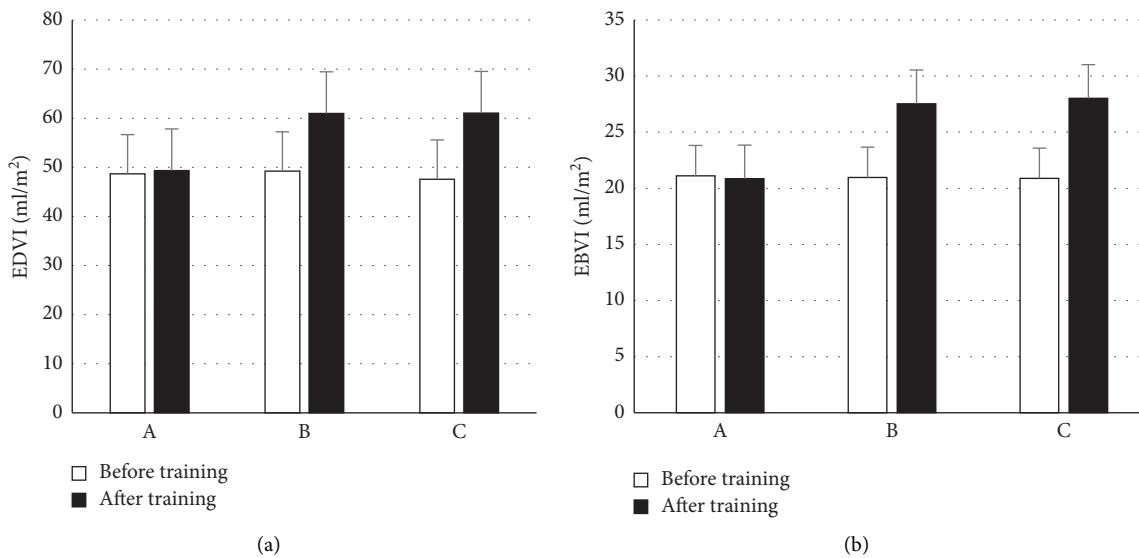 80
70
60
50
40
30
20
10
0
EDVI (ml/m²)
A B C
Before training
After training
(a)
35
30
25
20
15
10
5
0
EBVI (ml/m²)
A B C
Before training
After training
(b)